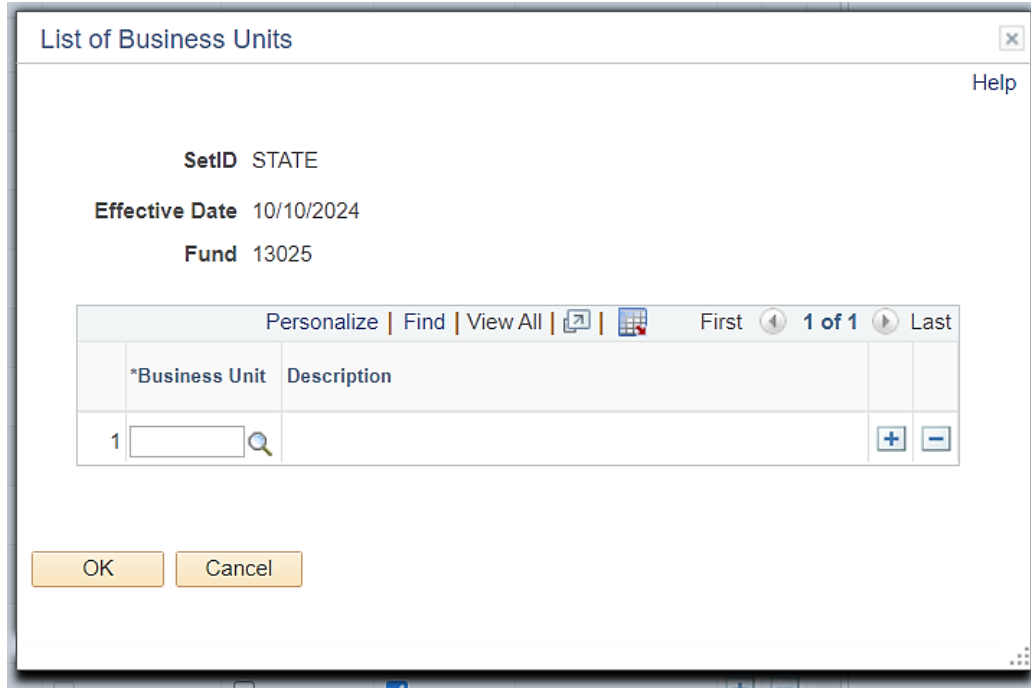 List of Business Units
Help
SetID STATE
Effective Date 10/10/2024
Fund 13025
Personalize | Find | View All | | First 1 of 1 Last
*Business Unit Description
1
OK Cancel